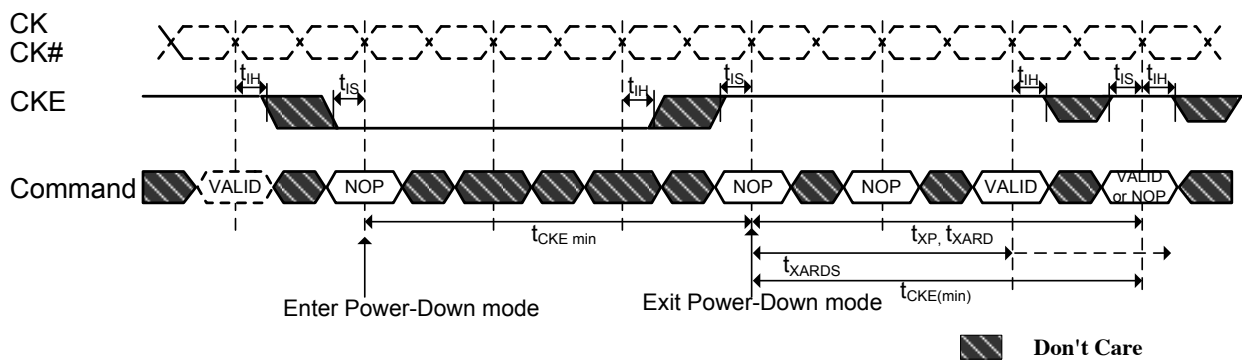 CK
CK#
tIH
tIS
tIH
tIS
tIH
tIS
tIH
CKE
Command
VALID
NOP
NOP
NOP
VALID
VALID
or NOP
tCKE min
tXP, tXARD
tXARDS
tCKE(min)
Enter Power-Down mode
Exit Power-Down mode
Don't Care